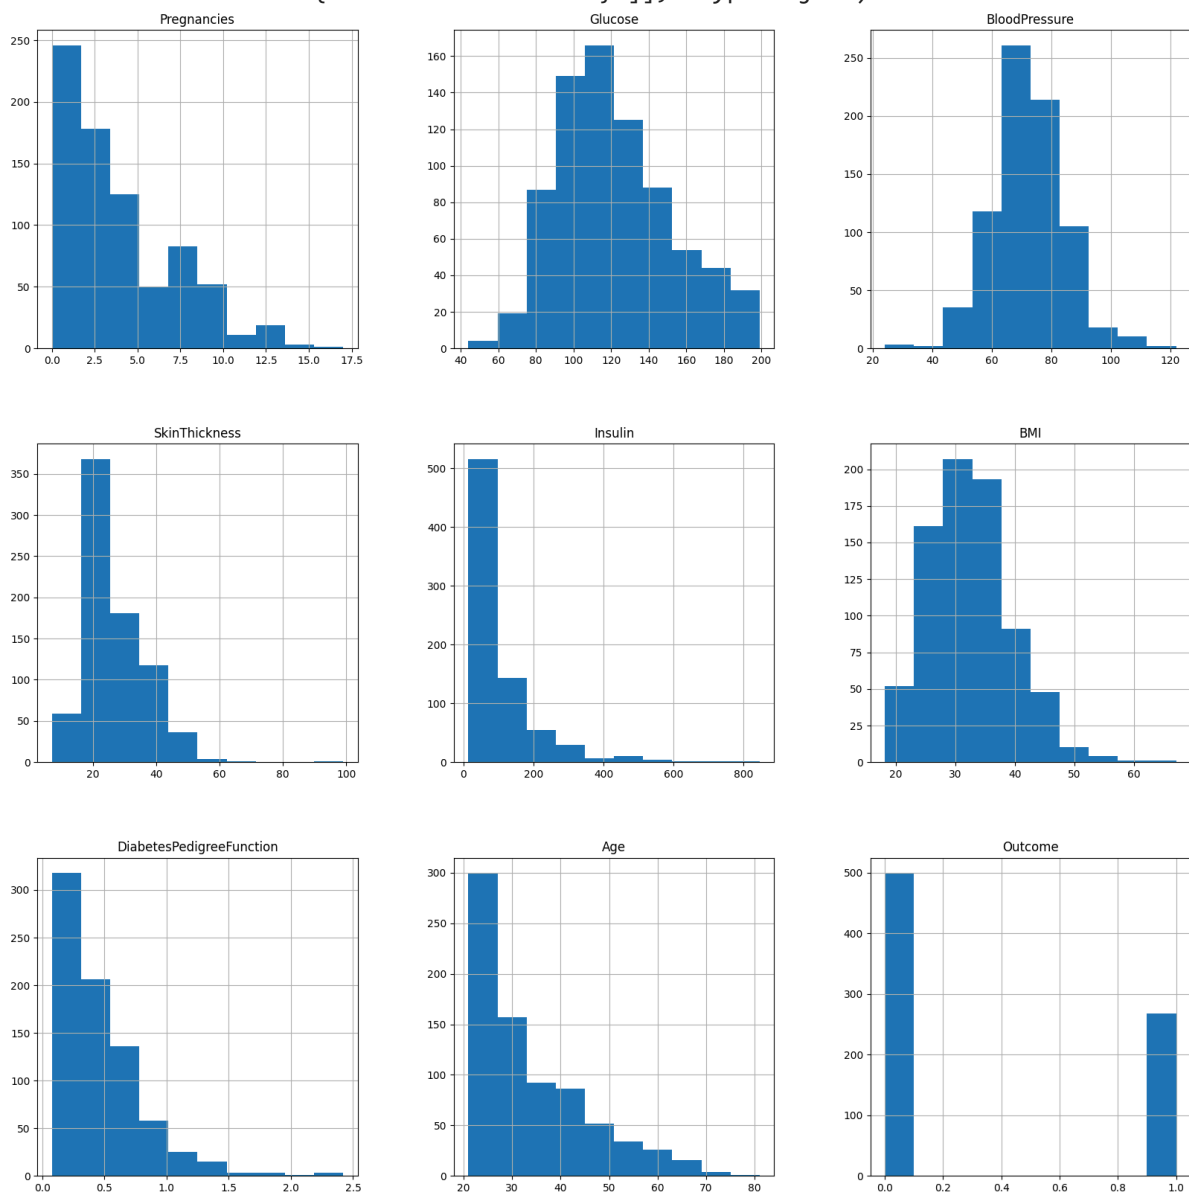 Pregnancies Glucose BloodPressure
250 160 250
200 140 200
150 120 150
100 100 100
50 80 50
0 60 0
40
20
0
0.0 2.5 5.0 7.5 10.0 12.5 15.0 17.5 40 60 80 100 120 140 160 180 200 20 40 60 80 100 120
SkinThickness Insulin BMI
350 500 200
300 400 175
250 300 150
200 200 125
150 100 100
100 0 75
50 50
0 25
0
20 40 60 80 100 0 200 400 600 800 20 30 40 50 60
DiabetesPedigreeFunction Age Outcome
300 300 500
250 250 400
200 200 300
150 150 200
100 100 100
50 50 0
0 0
0.0 0.5 1.0 1.5 2.0 2.5 20 30 40 50 60 70 80 0.0 0.2 0.4 0.6 0.8 1.0